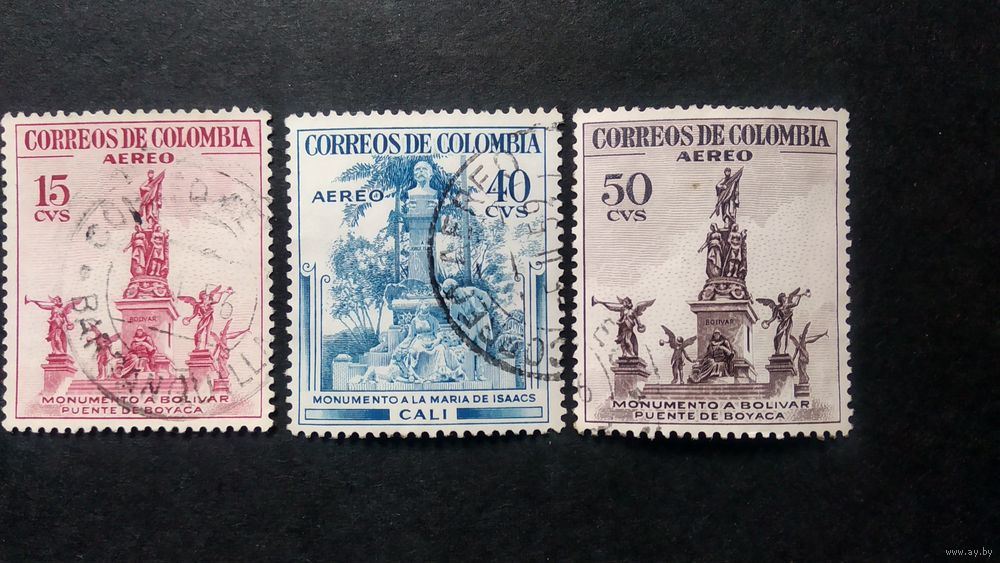 CORREOS DE COLOMBIA
AEREO
15
CVS
BOLIVAR
MONUMENTO A BOLIVAR
PUENTE DE BOYACA
CORREOS DE COLOMBIA
AEREO
40
CVS
MONUMENTO A LA MARIA DE ISAACS
CALI
CORREOS DE COLOMBIA
AEREO
50
CVS
BOLIVAR
MONUMENTO A BOLIVAR
PUENTE DE BOYACA
www.ay.by